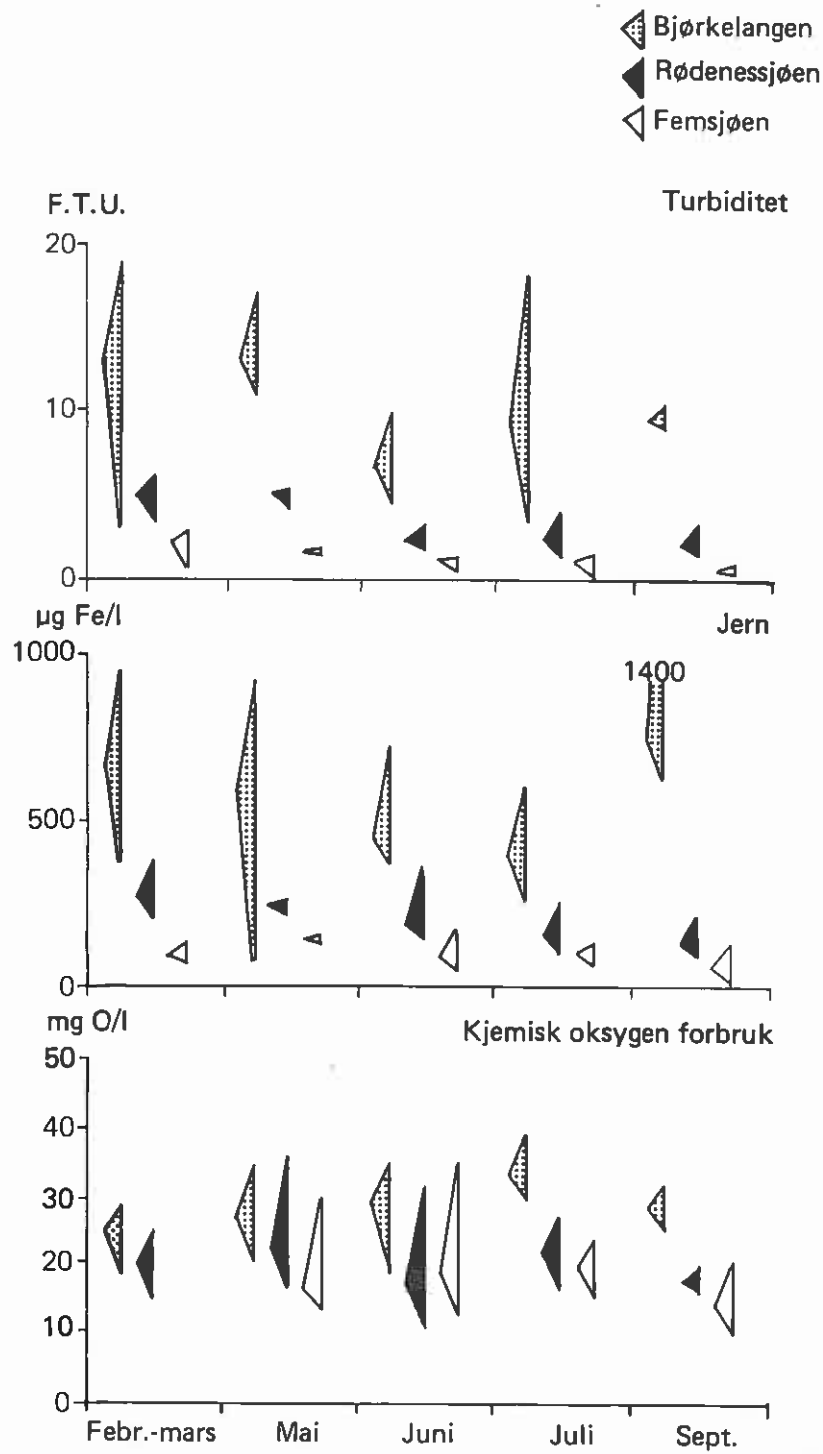 Bjørkelangen
Rødenessjøen
Femsjøen
F.T.U.
Turbiditet
20
10
0
µg Fe/l
Jern
1000
1400
500
0
mg O/l
Kjemisk oksygen forbruk
50
40
30
20
10
0
Febr.-mars Mai Juni Juli Sept.